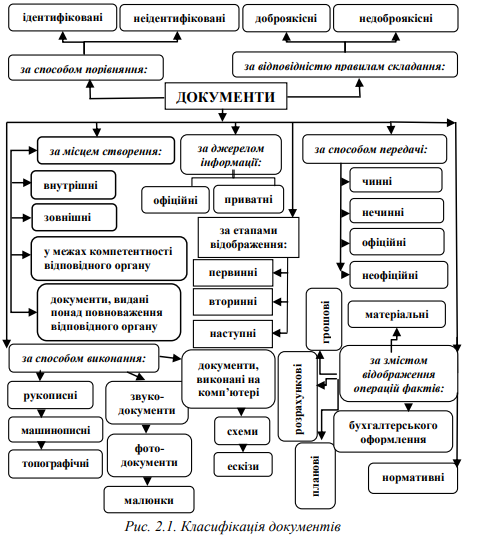 ідентифіковані
неідентифіковані
доброякісні
недоброякісні
за способом порівняння:
за відповідністю правилам складання:
ДОКУМЕНТИ
за місцем створення:
внутрішні
зовнішні
у межах компетентності
відповідного органу
документи, видані
понад повноваження
відповідного органу
за джерелом
інформації:
офіційні
приватні
за етапами
відображення:
первинні
вторинні
наступні
за способом передачі:
чинні
нечинні
офіційні
неофіційні
за способом виконання:
рукописні
машинописні
топографічні
звуко-
документи
фото-
документи
малюнки
документи,
виконані на
комп’ютері
схеми
ескізи
за змістом
відображення
операцій фактів:
матеріальні
грошові
розрахункові
планові
бухгалтерського
оформлення
нормативні
Рис. 2.1. Класифікація документів